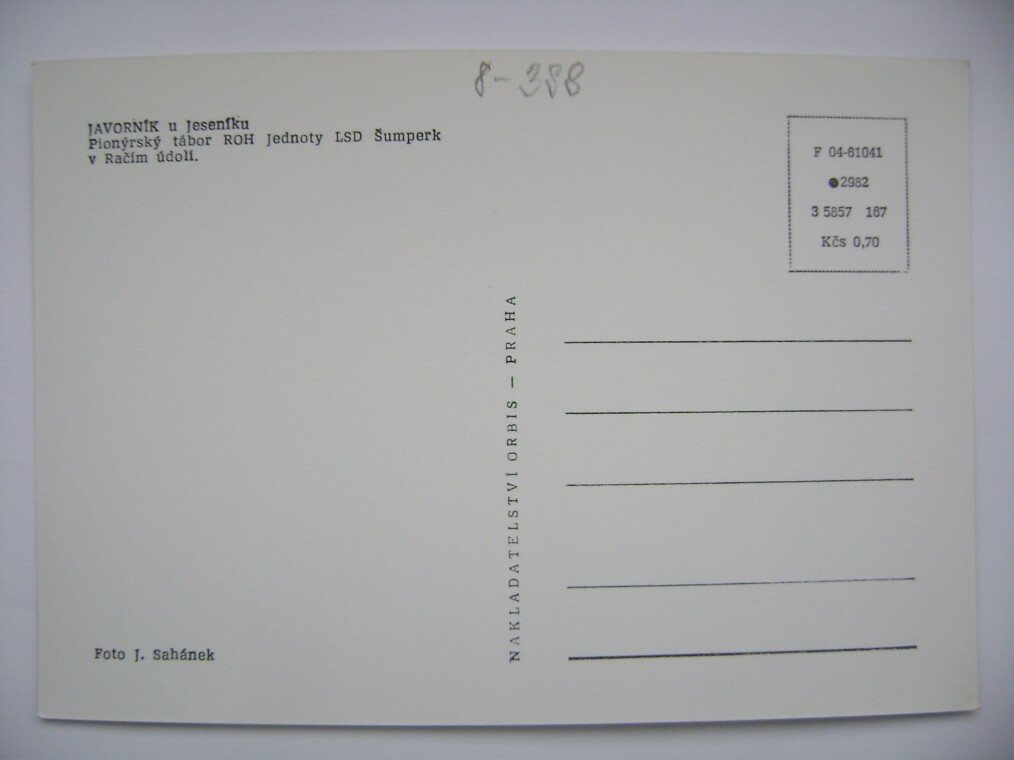 8-388
JAVORNÍK u Jeseníku
Pionýrský tábor ROH Jednoty LSD Šumperk
v Račím údolí.
F 04-61041
●2982
3 5857 167
Kčs 0,70
NAKLADATELSTVÍ ORBIS — PRAHA
Foto J. Sahánek